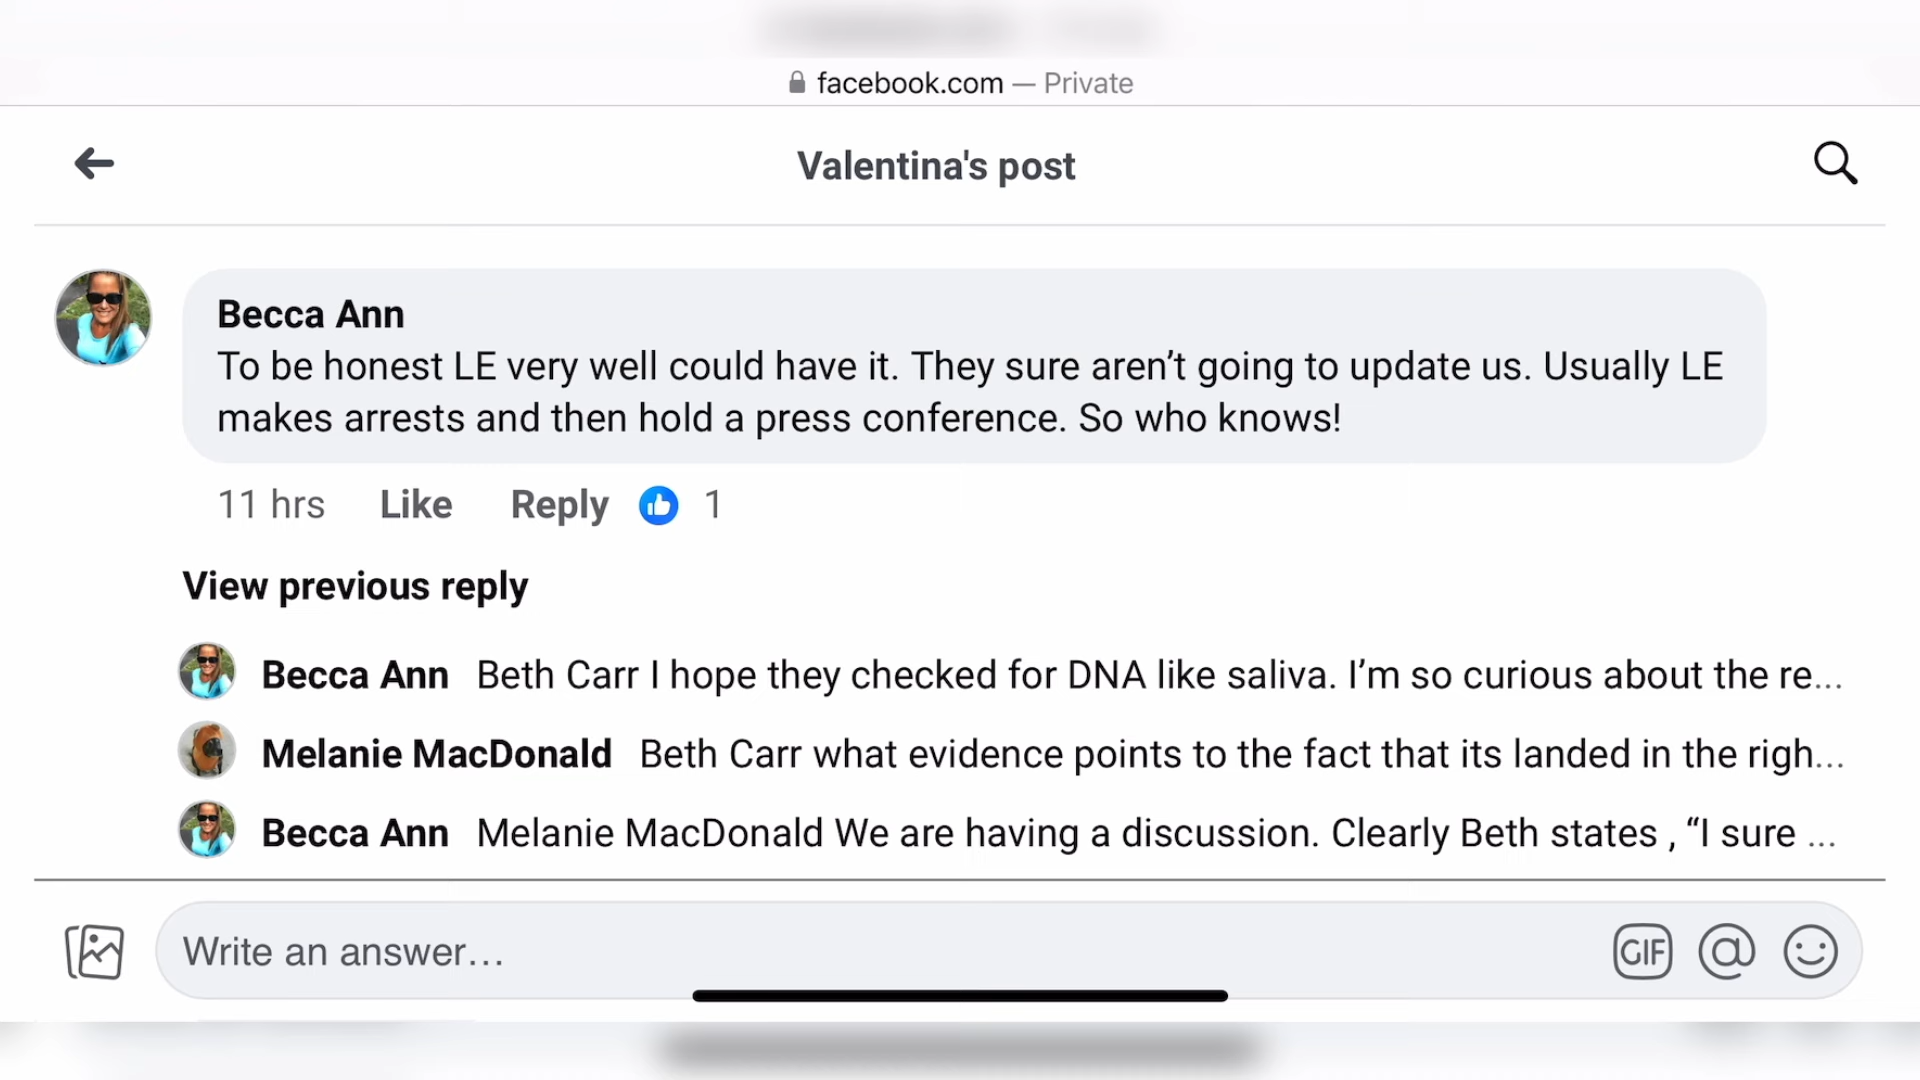 facebook.com — Private
Valentina's post
Becca Ann
To be honest LE very well could have it. They sure aren’t going to update us. Usually LE
makes arrests and then hold a press conference. So who knows!
11 hrs Like Reply 1
View previous reply
Becca Ann Beth Carr I hope they checked for DNA like saliva. I’m so curious about the re...
Melanie MacDonald Beth Carr what evidence points to the fact that its landed in the righ...
Becca Ann Melanie MacDonald We are having a discussion. Clearly Beth states , “I sure ...
Write an answer...
GIF @